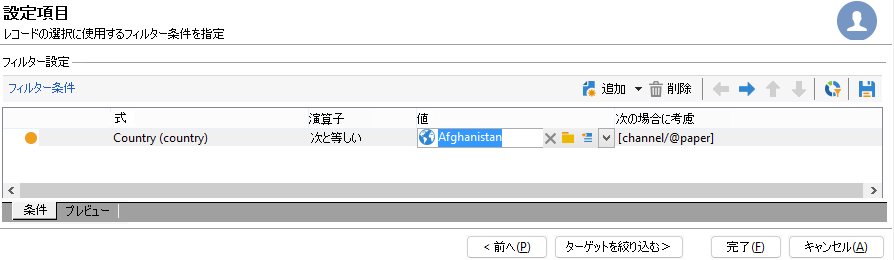 設定項目
レコードの選択に使用するフィルター条件を指定
フィルター設定
フィルター条件 追加 削除
式 演算子 値 次の場合に考慮
Country (country) 次と等しい Afghanistan [channel/@paper]
条件 プレビュー
< 前へ(P) ターゲットを絞り込む> 完了(F) キャンセル(A)